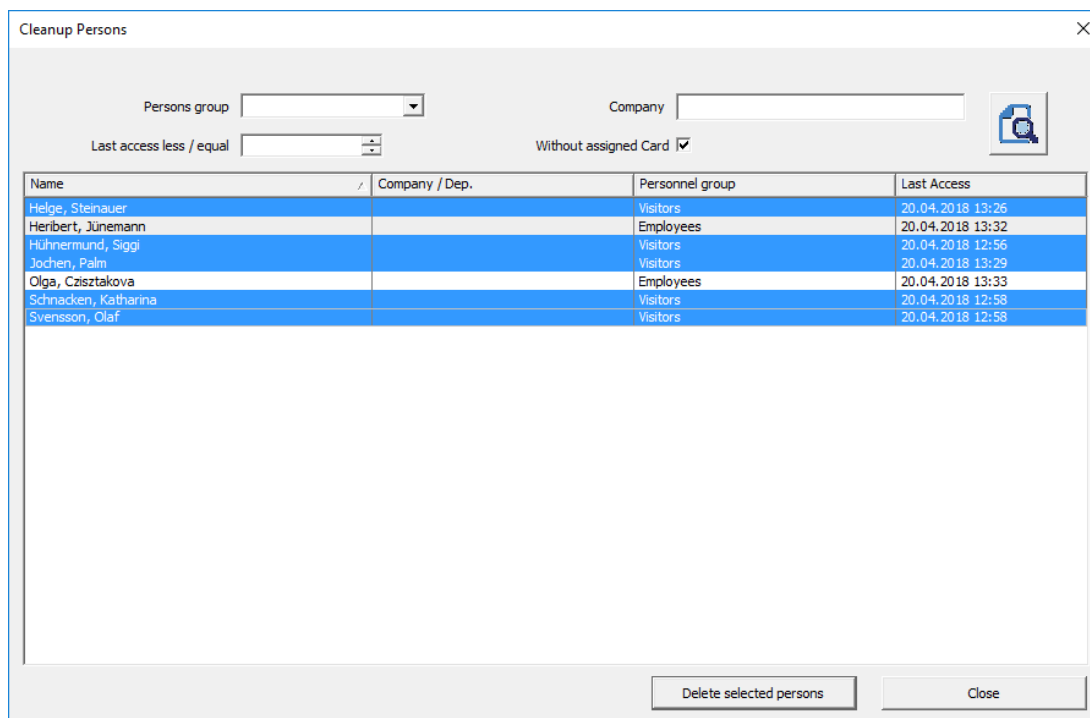 Cleanup Persons
Persons group Company
Last access less / equal Without assigned Card
Name Company / Dep. Personnel group Last Access
Helge, Steinauer Visitors 20.04.2018 13:26
Heribert, Jünemann Employees 20.04.2018 13:32
Hühnermund, Siggi Visitors 20.04.2018 12:56
Jochen, Palm Visitors 20.04.2018 13:29
Olga, Czisztakova Employees 20.04.2018 13:33
Schnacken, Katharina Visitors 20.04.2018 12:58
Svensson, Olaf Visitors 20.04.2018 12:58
Delete selected persons Close